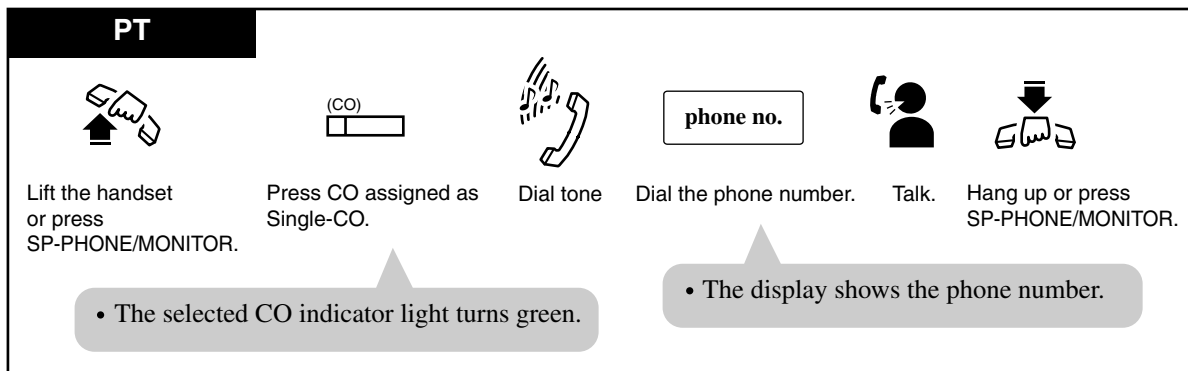 PT
(CO)
phone no.
Lift the handset
or press
SP-PHONE/MONITOR.
Press CO assigned as
Single-CO.
Dial tone
Dial the phone number.
Talk.
Hang up or press
SP-PHONE/MONITOR.
• The selected CO indicator light turns green.
• The display shows the phone number.